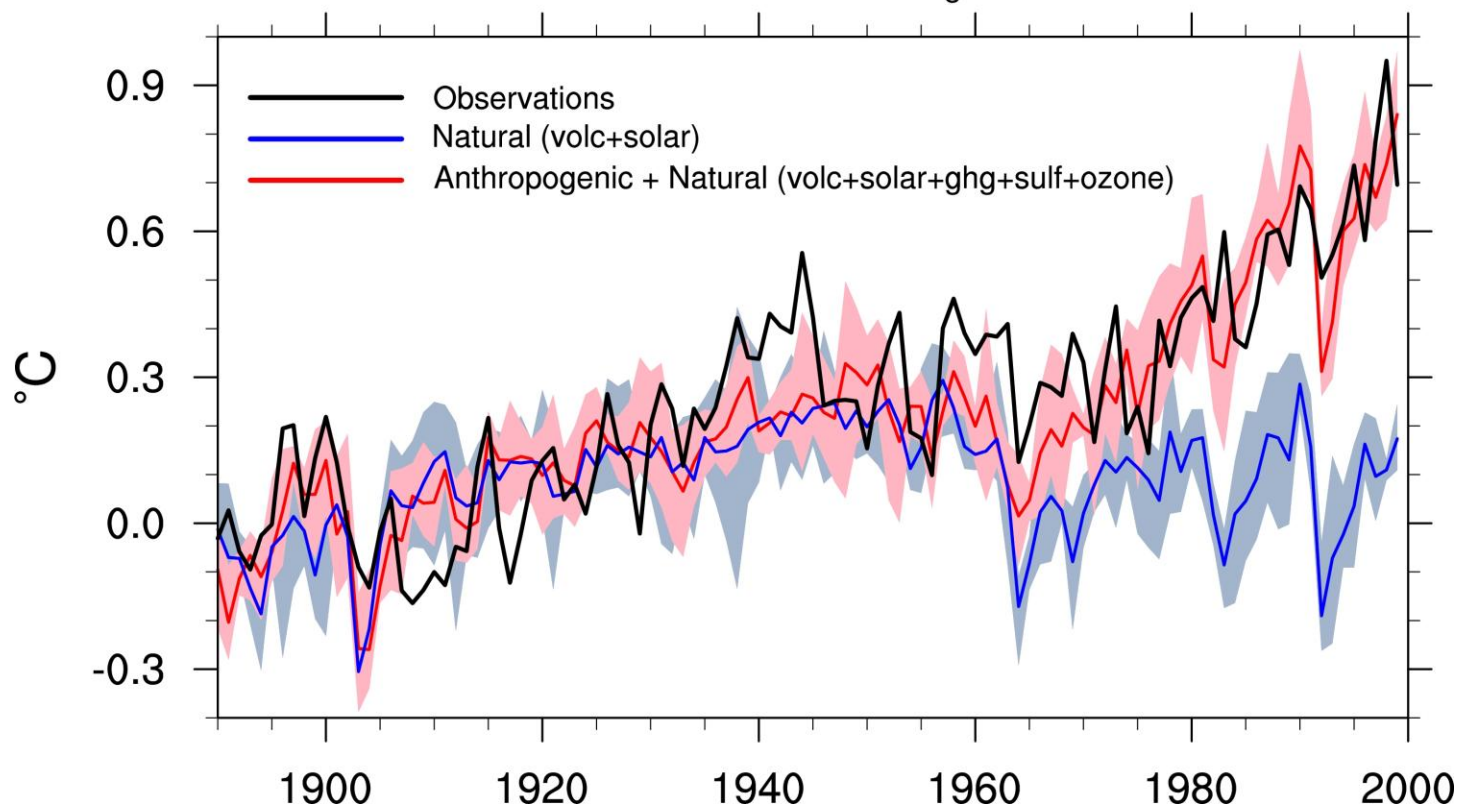 0.9
0.6
0.3
0.0
-0.3
°C
Observations
Natural (volc+solar)
Anthropogenic + Natural (volc+solar+ghg+sulf+ozone)
1900 1920 1940 1960 1980 2000